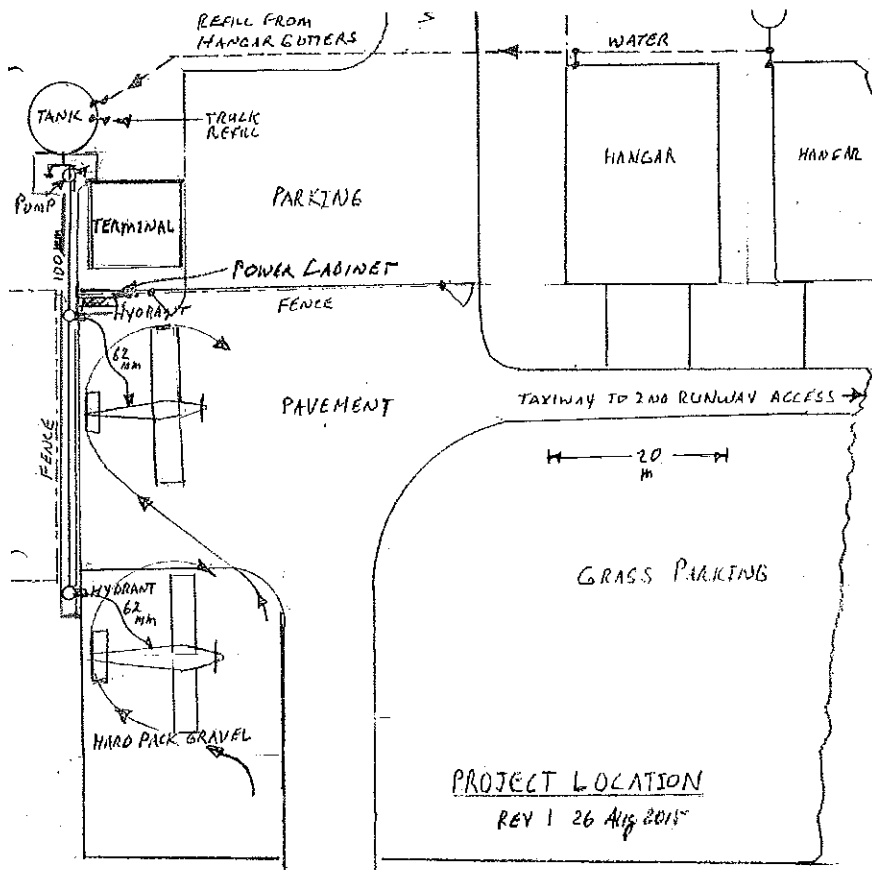 REFILL FROM
HANGAR GUTTERS
WATER
TANK
TRUCK
REFILL
HANGAR
HANGAR
PUMP
PARKING
TERMINAL
100 mm
POWER CABINET
HYDRANT
FENCE
62
mm
PAVEMENT
TAXIWAY TO 2ND RUNWAY ACCESS
FENCE
20
m
GRASS PARKING
HYDRANT
62
mm
HARD PACK GRAVEL
PROJECT LOCATION
REV 1 26 Aug 2015